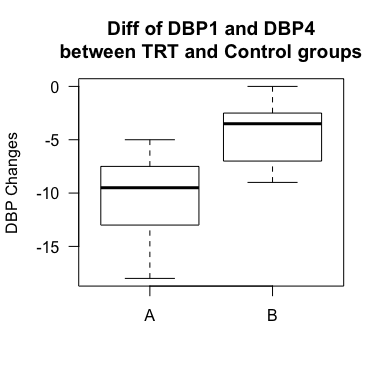 Diff of DBP1 and DBP4
between TRT and Control groups
DBP Changes
0
-5
-10
-15
A
B